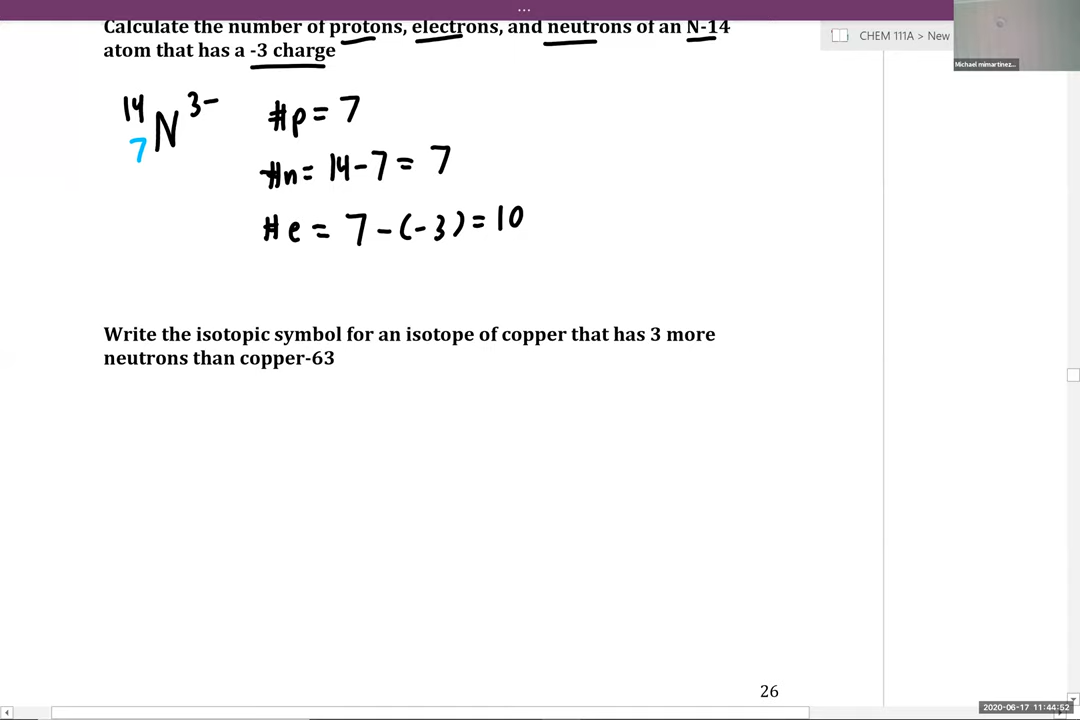 ...
Calculate the number of protons, electrons, and neutrons of an N-14
atom that has a -3 charge
CHEM 111A > New
Michael mimartinez...
14 7 N 3-
#p = 7
#n = 14 - 7 = 7
#e = 7 - (-3) = 10
Write the isotopic symbol for an isotope of copper that has 3 more
neutrons than copper-63
26
2020-06-17 11:44:52